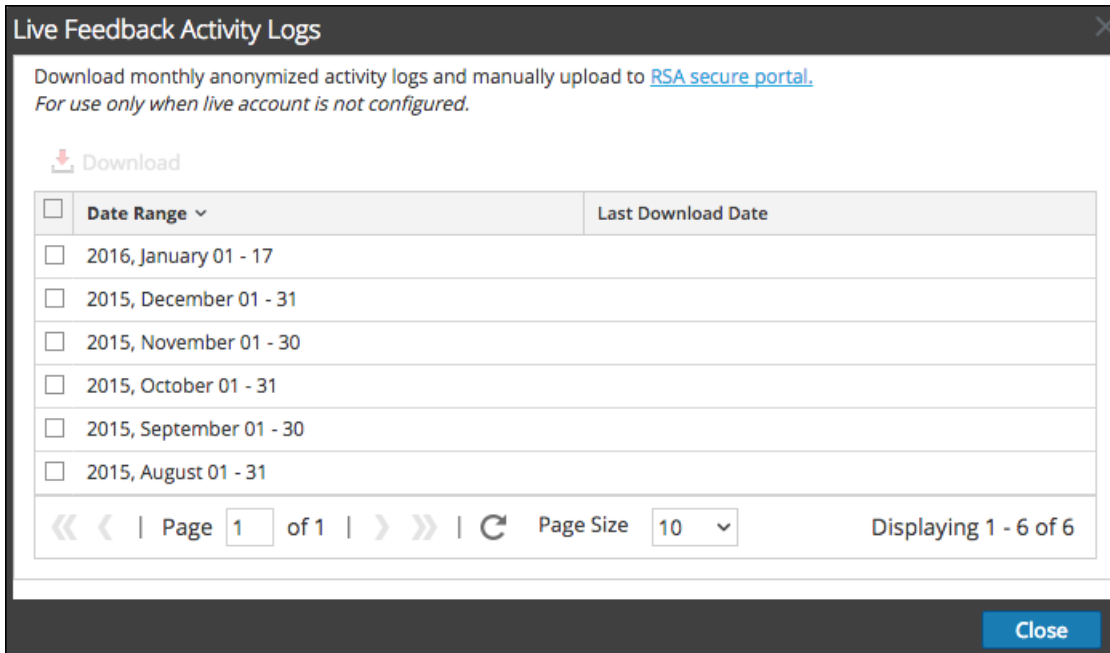 Live Feedback Activity Logs
Download monthly anonymized activity logs and manually upload to RSA secure portal.
For use only when live account is not configured.
Download
Date Range Last Download Date
2016, January 01 - 17
2015, December 01 - 31
2015, November 01 - 30
2015, October 01 - 31
2015, September 01 - 30
2015, August 01 - 31
| Page 1 of 1 | | Page Size 10 Displaying 1 - 6 of 6
Close